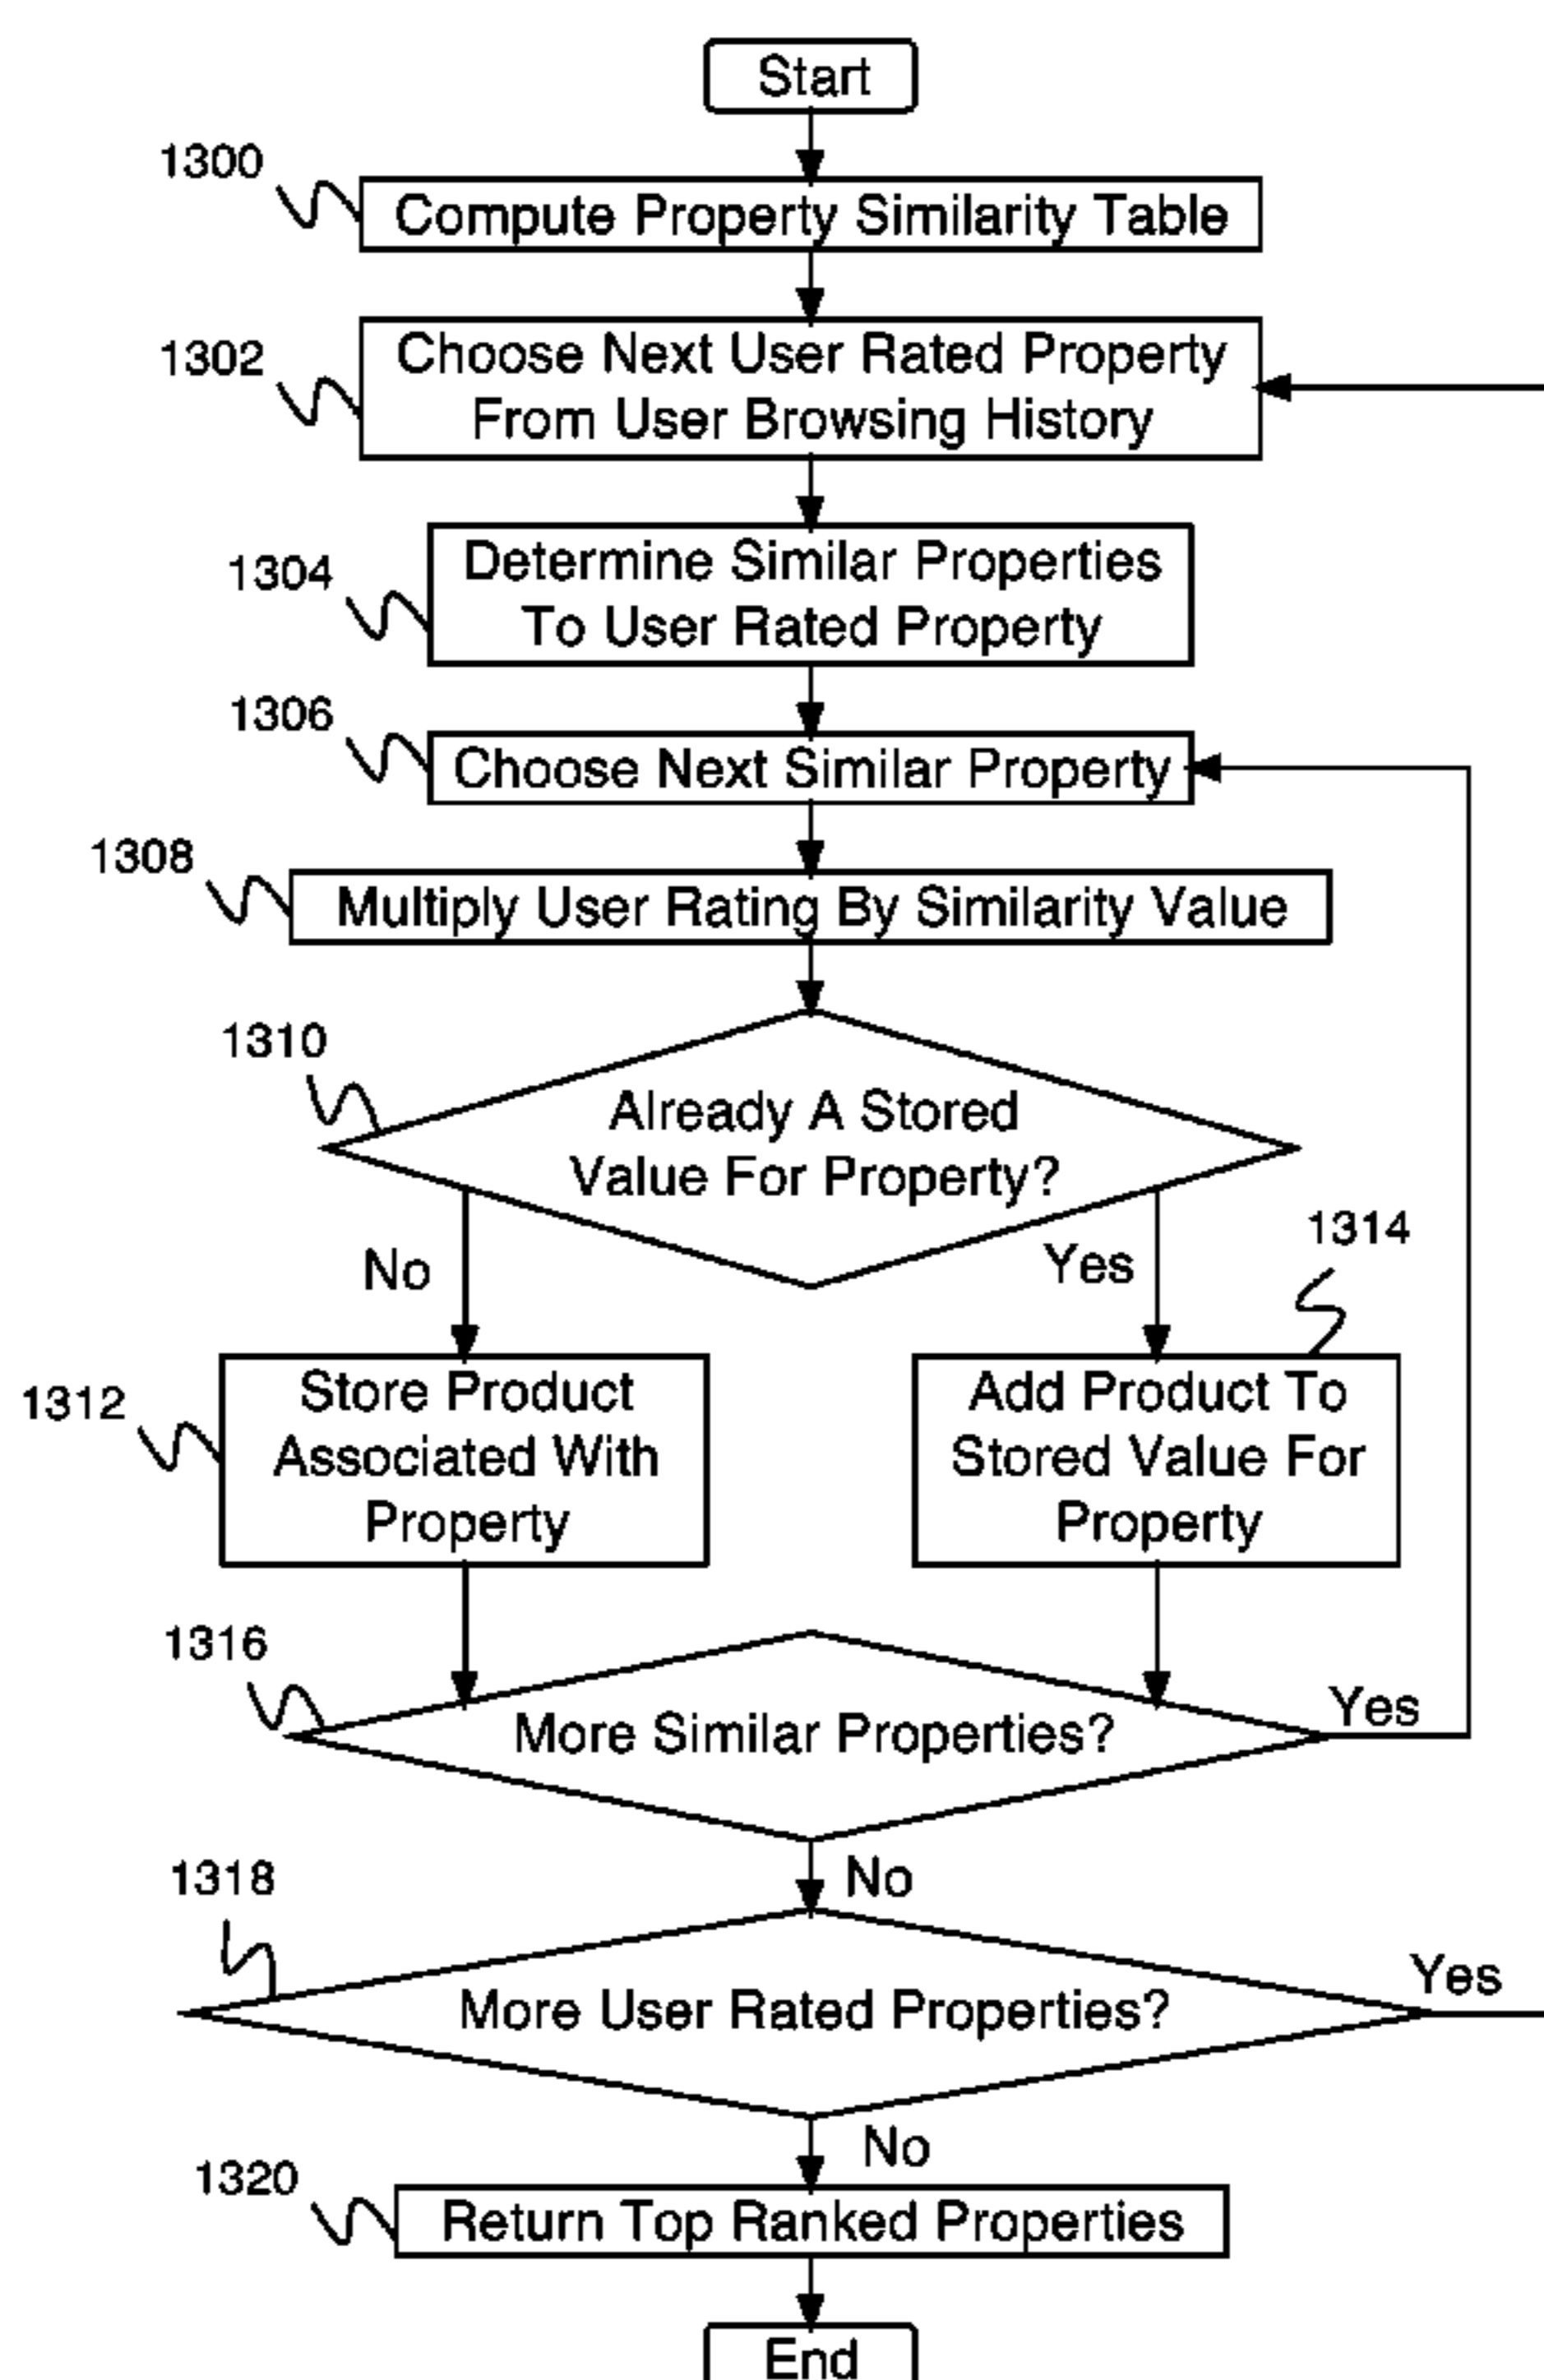 Start
1300
Compute Property Similarity Table
1302
Choose Next User Rated Property
From User Browsing History
1304
Determine Similar Properties
To User Rated Property
1306
Choose Next Similar Property
1308
Multiply User Rating By Similarity Value
1310
Already A Stored
Value For Property?
No
Yes
1314
1312
Store Product
Associated With
Property
Add Product To
Stored Value For
Property
1316
More Similar Properties?
Yes
No
1318
More User Rated Properties?
Yes
No
1320
Return Top Ranked Properties
End